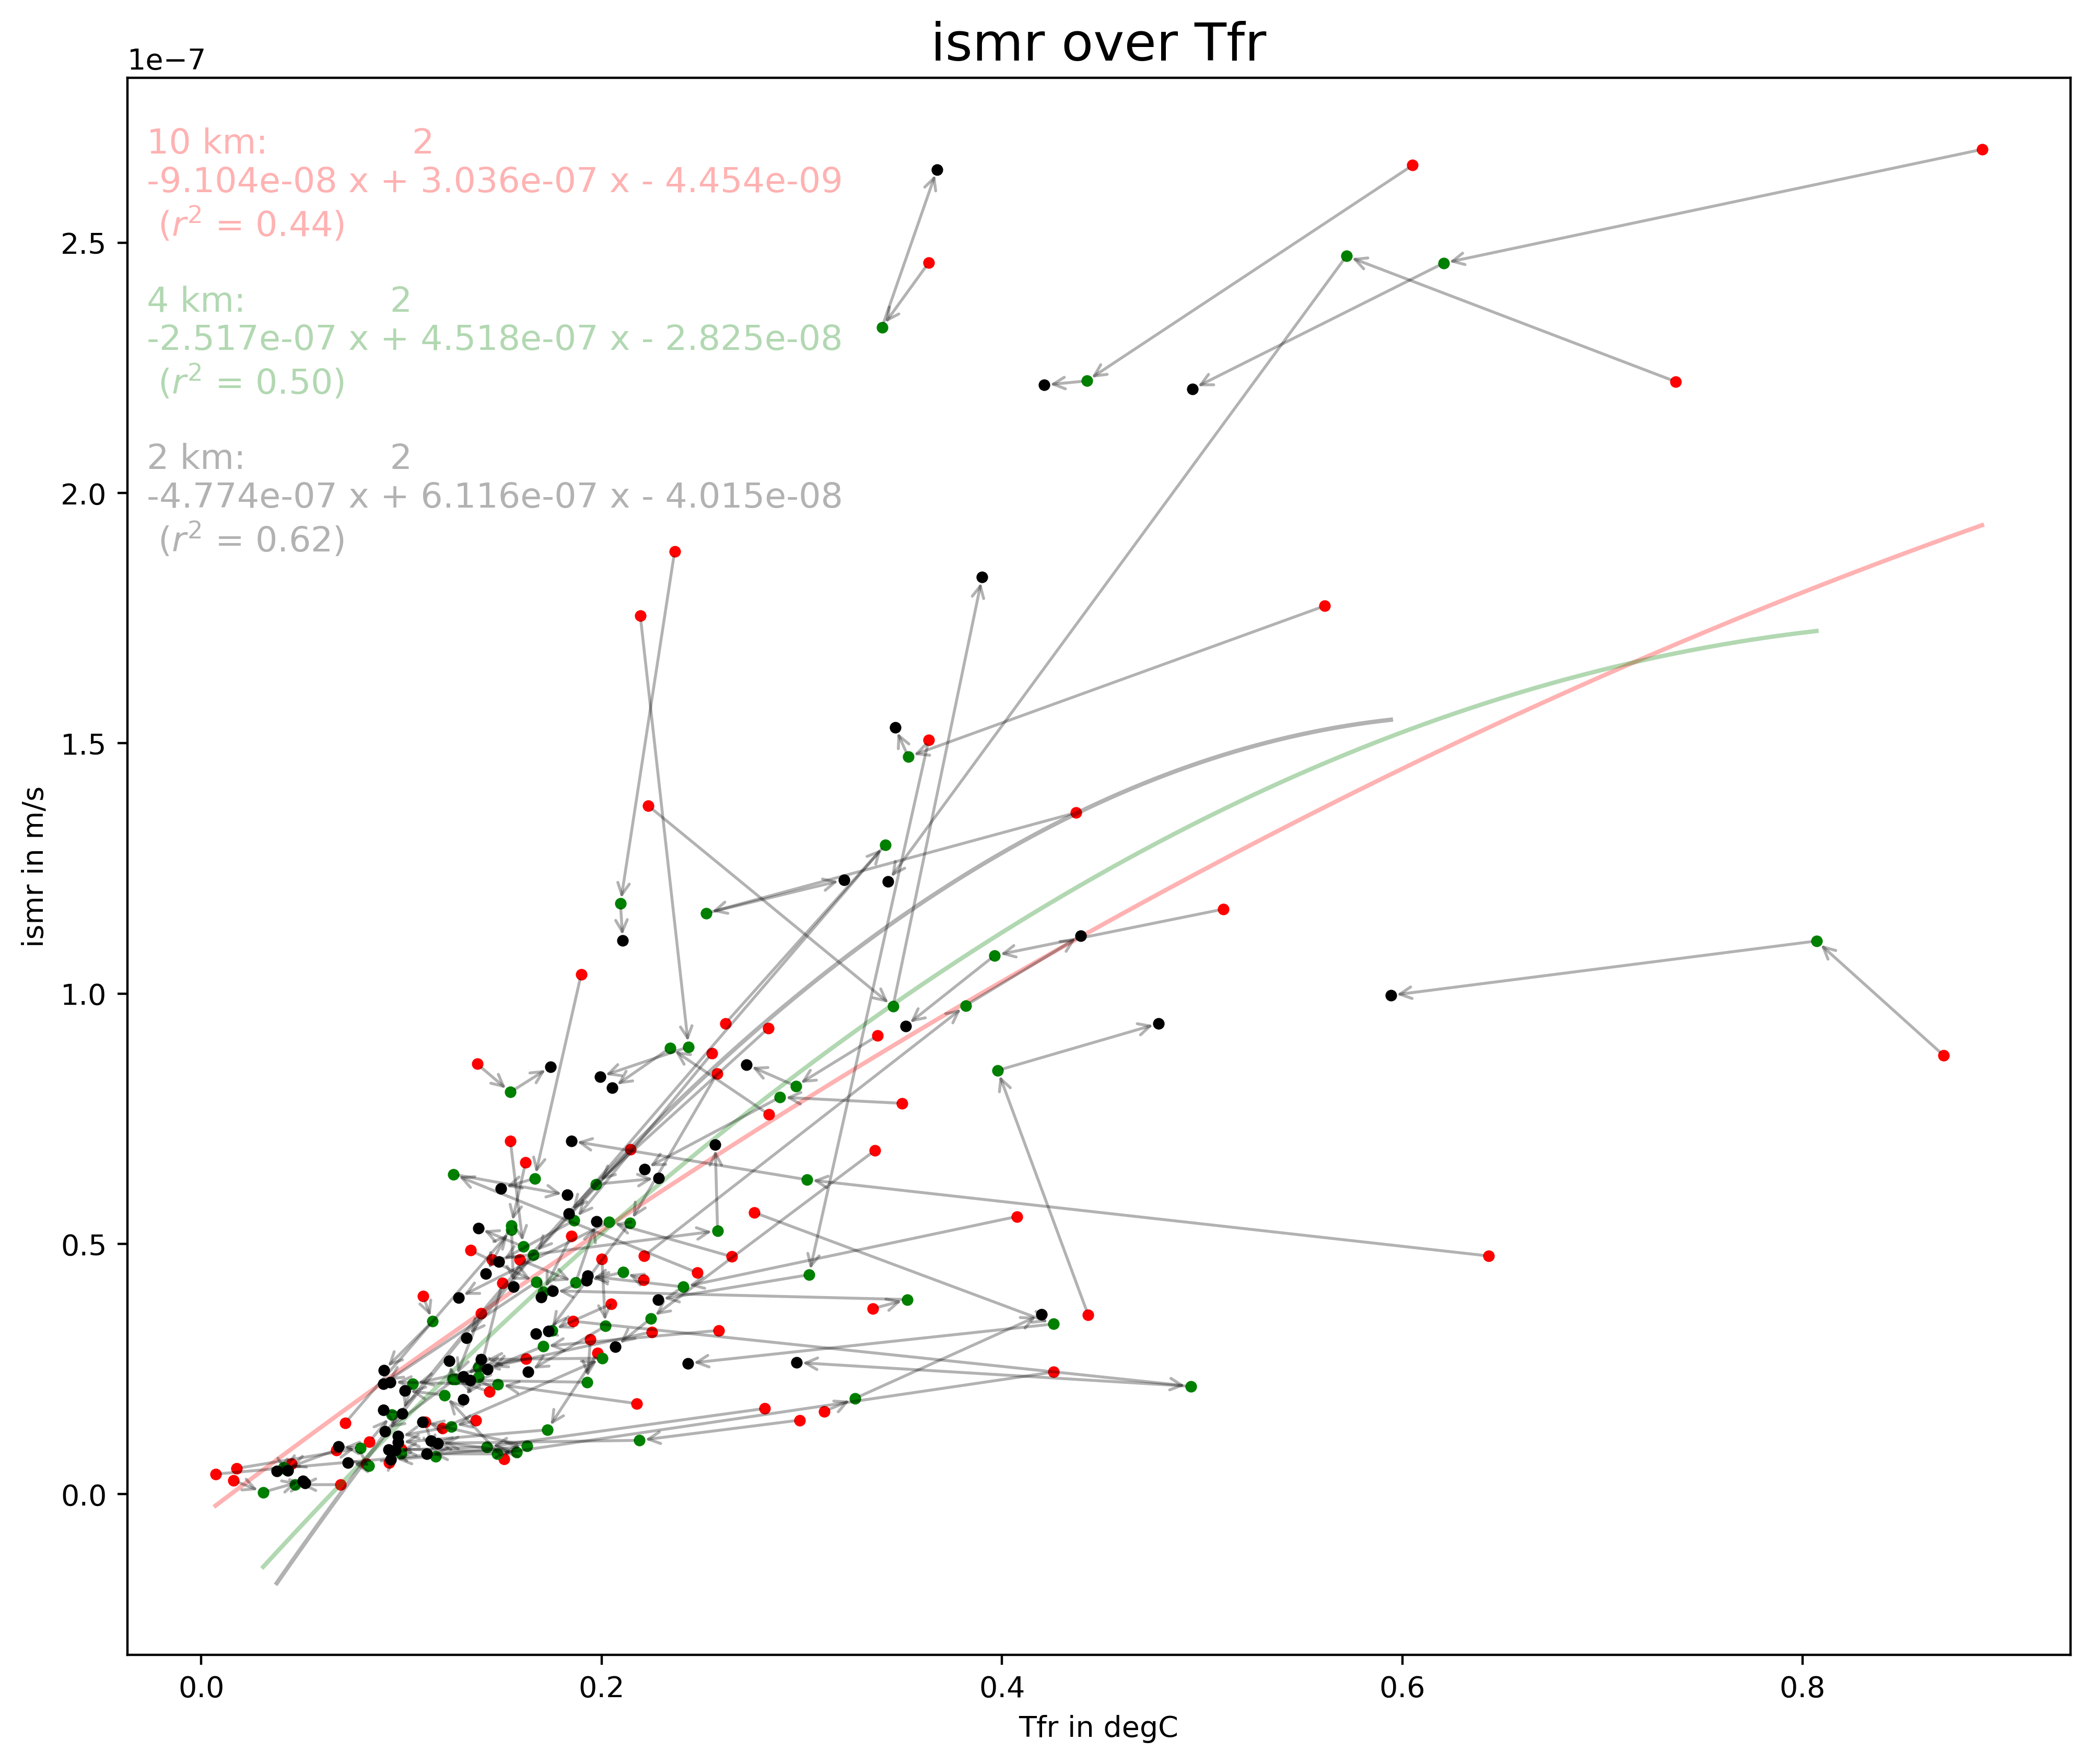 ismr over Tfr
1e−7
10 km: 2
-9.104e-08 x + 3.036e-07 x - 4.454e-09
(r² = 0.44)
4 km: 2
-2.517e-07 x + 4.518e-07 x - 2.825e-08
(r² = 0.50)
2 km: 2
-4.774e-07 x + 6.116e-07 x - 4.015e-08
(r² = 0.62)
2.5
2.0
1.5
1.0
0.5
0.0
ismr in m/s
0.0 0.2 0.4 0.6 0.8
Tfr in degC